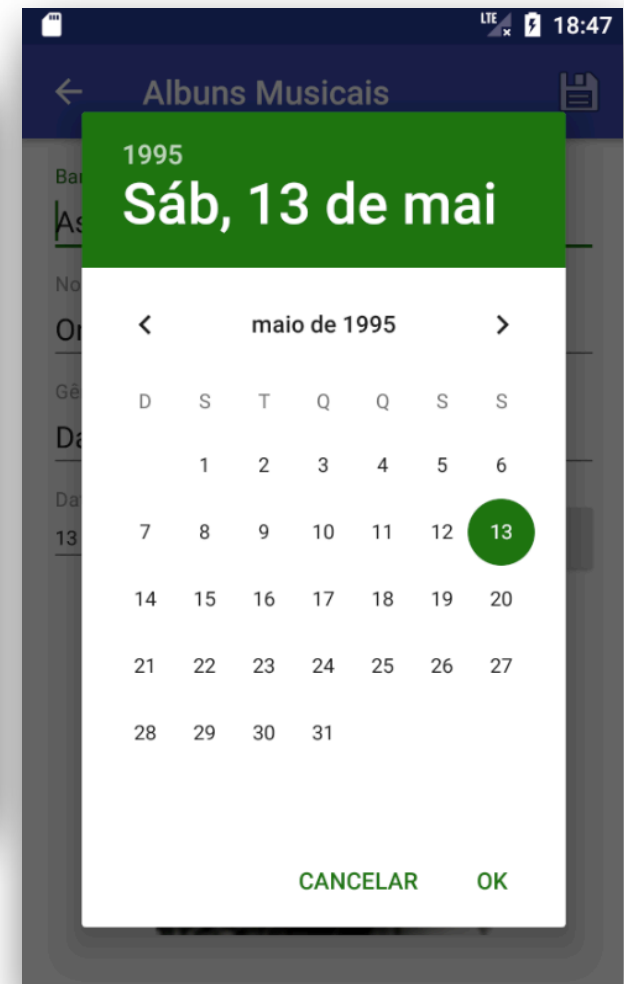 LTE 18:47
Albuns Musicais
1995
Sáb, 13 de mai
maio de 1995
D S T Q Q S S
1 2 3 4 5 6
7 8 9 10 11 12 13
14 15 16 17 18 19 20
21 22 23 24 25 26 27
28 29 30 31
13
CANCELAR OK